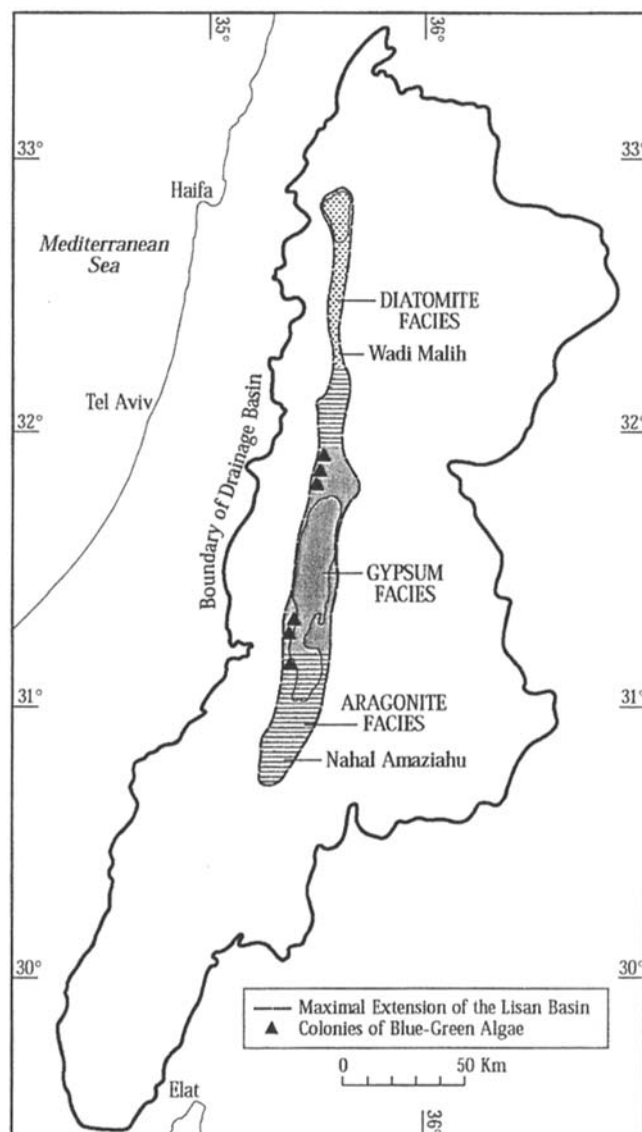 35°
36°
33°
33°
Haifa
Mediterranean
Sea
DIATOMITE
FACIES
Wadi Malih
Tel Aviv
32°
32°
Boundary of Drainage Basin
GYPSUM
FACIES
31°
31°
ARAGONITE
FACIES
Nahal Amaziahu
30°
30°
Maximal Extension of the Lisan Basin
Colonies of Blue-Green Algae
0 50 Km
Elat
36°